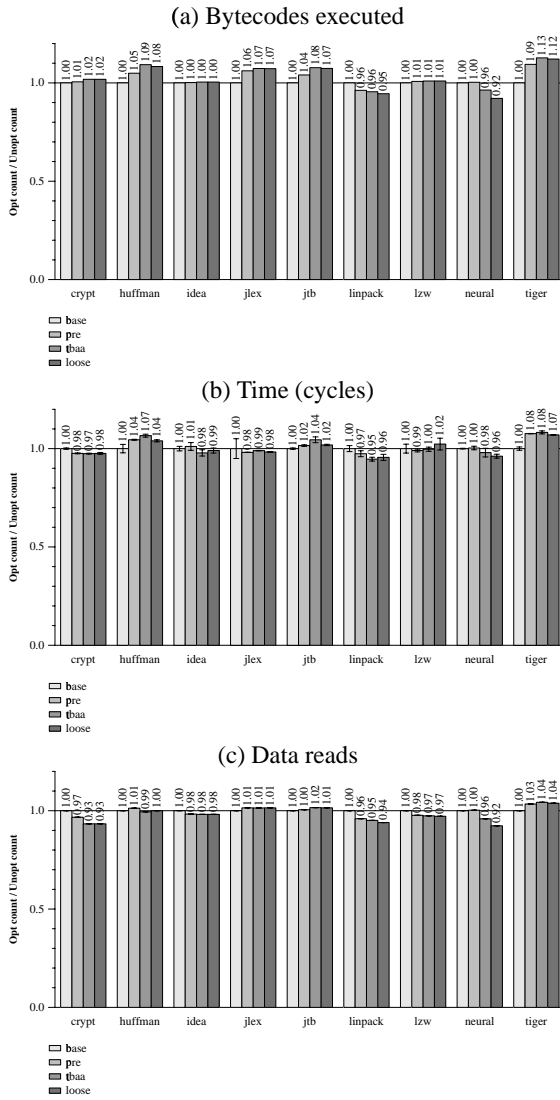 (a) Bytecodes executed
Opt count / Unopt count
1.0
0.5
0.0
1.00 1.01 1.02 1.02
1.00 1.05 1.09 1.08
1.00 1.00 1.00 1.00
1.00 1.06 1.07 1.07
1.00 1.04 1.08 1.07
1.00 0.96 0.96 0.95
1.00 1.01 1.01 1.01
1.00 1.00 0.96 0.92
1.00 1.09 1.13 1.12
crypt huffman idea jlex jtb linpack lzw neural tiger
base
pre
tbaa
loose
(b) Time (cycles)
Opt count / Unopt count
1.0
0.5
0.0
1.00 0.98 0.97 0.98
1.00 1.04 1.07 1.04
1.00 1.01 0.98 0.99
1.00 0.98 0.99 0.98
1.00 1.02 1.04 1.02
1.00 0.97 0.95 0.96
1.00 0.99 1.00 1.02
1.00 1.00 0.98 0.96
1.00 1.08 1.08 1.07
crypt huffman idea jlex jtb linpack lzw neural tiger
base
pre
tbaa
loose
(c) Data reads
Opt count / Unopt count
1.0
0.5
0.0
1.00 0.97 0.93 0.93
1.00 1.01 0.99 1.00
1.00 0.98 0.98 0.98
1.00 1.01 1.01 1.01
1.00 1.00 1.02 1.01
1.00 0.96 0.95 0.94
1.00 0.98 0.97 0.97
1.00 1.00 0.96 0.92
1.00 1.03 1.04 1.04
crypt huffman idea jlex jtb linpack lzw neural tiger
base
pre
tbaa
loose